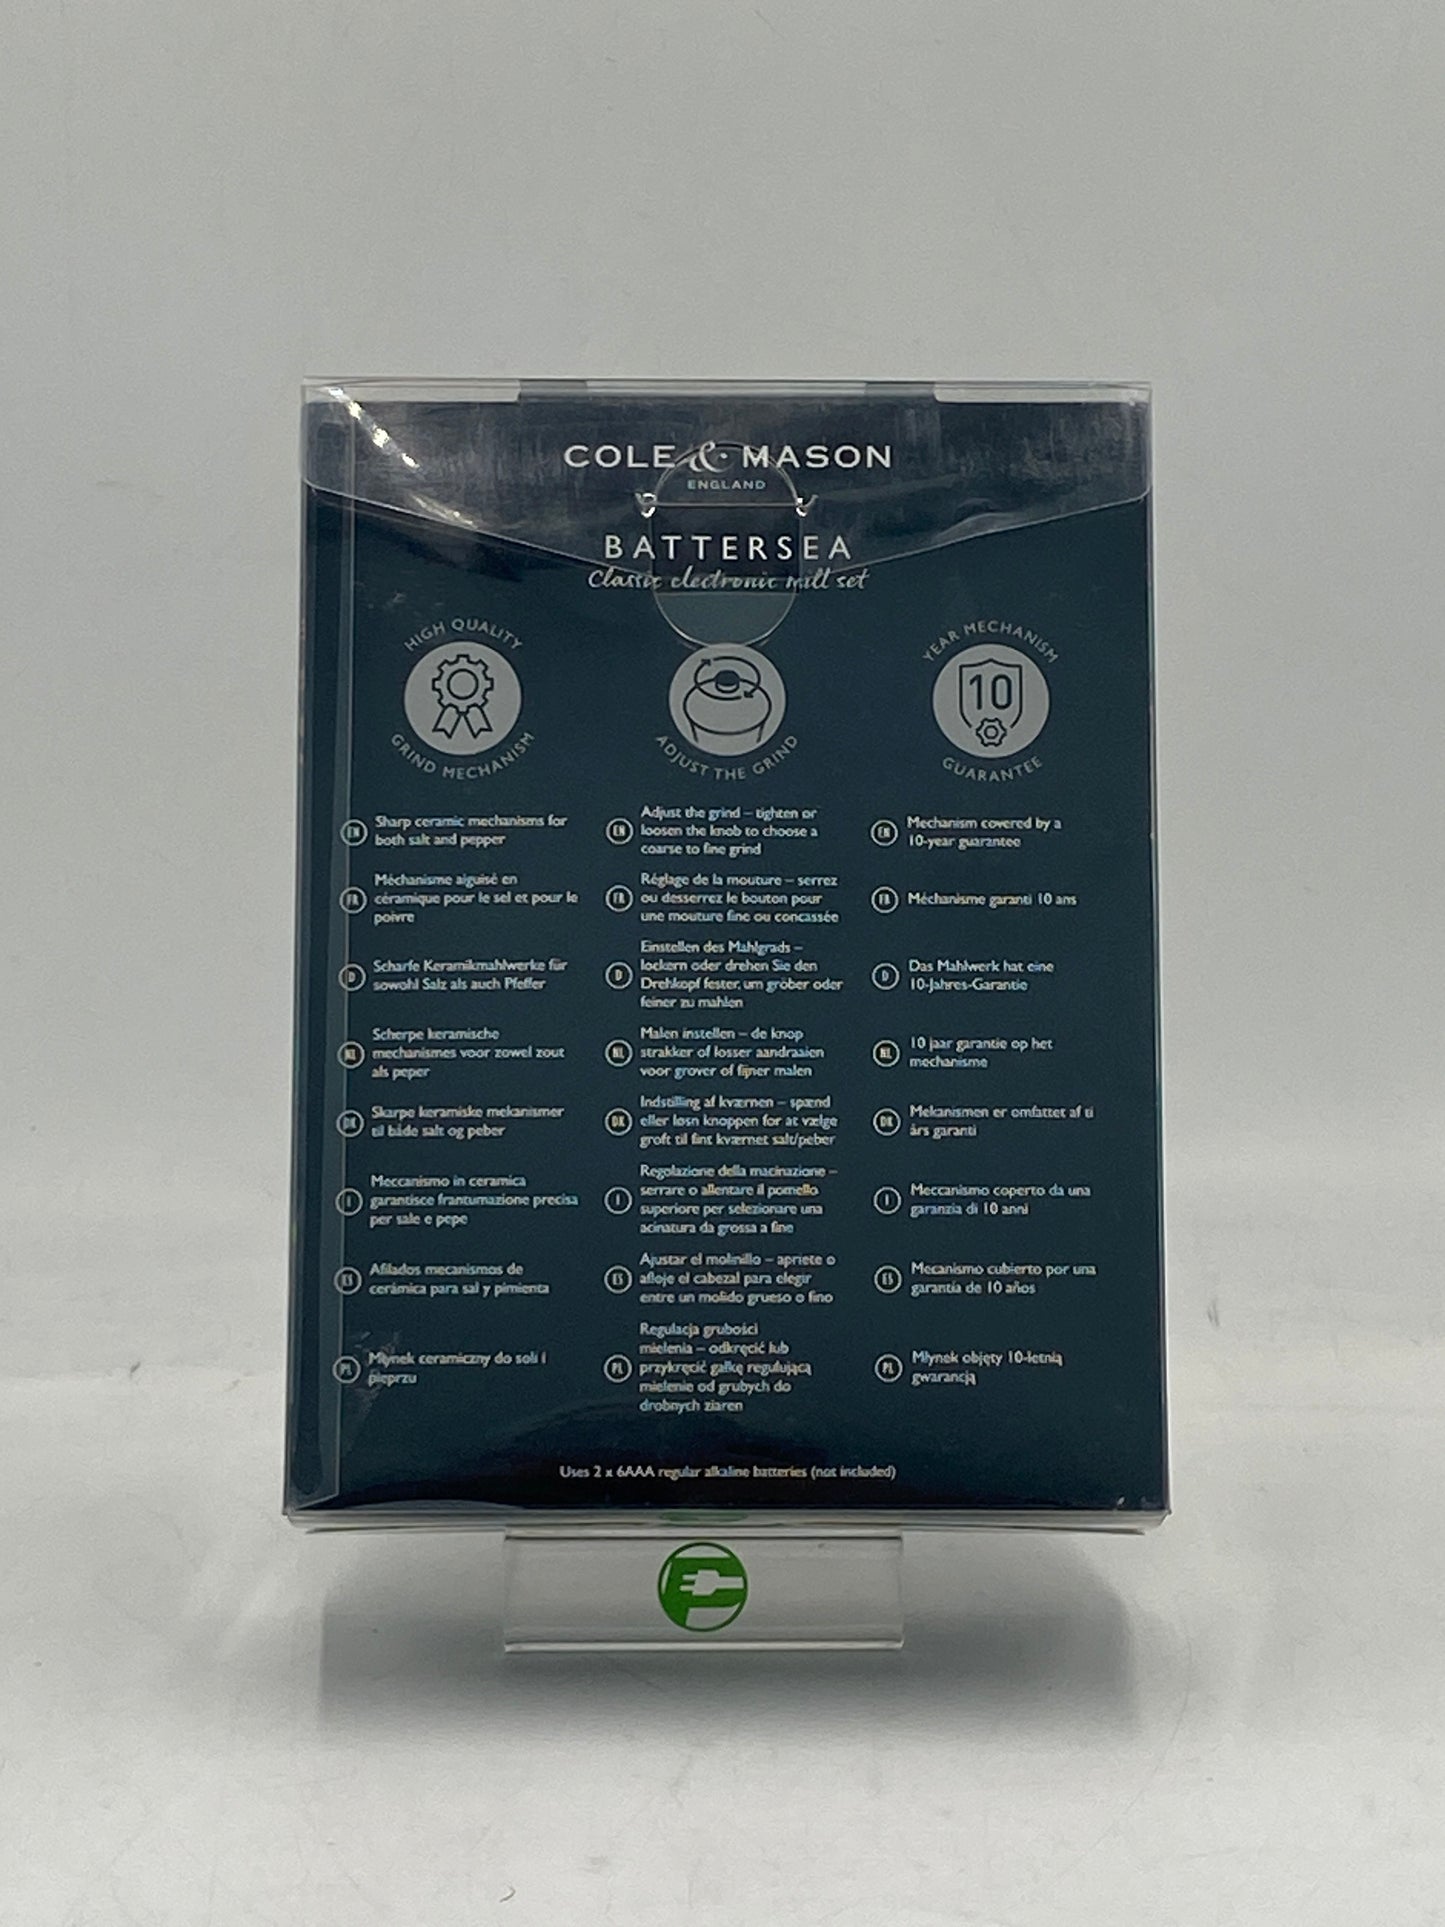 COLE & MASON
ENGLAND
BATTERSEA
Classic electronic mill set
HIGH QUALITY
GRIND MECHANISM
ADJUST THE GRIND
YEAR MECHANISM
10
GUARANTEE
EN
Sharp ceramic mechanisms for
both salt and pepper
FR
Méchanisme aiguisé en
céramique pour le sel et pour le
poivre
D
Scharfe Keramikmahlwerke für
sowohl Salz als auch Pfeffer
NL
Scherpe keramische
mechanismes voor zowel zout
als peper
DK
Skarpe keramiske mekanismer
til både salt og peber
I
Meccanismo in ceramica
garantisce frantumazione precisa
per sale e pepe
ES
Afilados mecanismos de
cerámica para sal y pimienta
PL
Młynek ceramiczny do soli i
pieprzu
EN
Adjust the grind – tighten or
loosen the knob to choose a
coarse to fine grind
FR
Réglage de la mouture – serrez
ou desserrez le bouton pour
une mouture fine ou concassée
D
Einstellen des Mahlgrads –
lockern oder drehen Sie den
Drehkopf fester, um gröber oder
feiner zu mahlen
NL
Malen instellen – de knop
strakker of losser aandraaien
voor grover of fijner malen
DK
Indstilling af kværnen – spænd
eller løsn knoppen for at vælge
groft til fint kværnet salt/peber
I
Regolazione della macinazione –
serrare o allentare il pomello
superiore per selezionare una
acinatura da grossa a fine
ES
Ajustar el molinillo – apriete o
afloje el cabezal para elegir
entre un molido grueso o fino
PL
Regulacja grubości
mielenia – odkręcić lub
przykręcić gałkę regulującą
mielenie od grubych do
drobnych ziaren
EN
Mechanism covered by a
10-year guarantee
FR
Méchanisme garanti 10 ans
D
Das Mahlwerk hat eine
10-Jahres-Garantie
NL
10 jaar garantie op het
mechanisme
DK
Mekanismen er omfattet af ti
års garanti
I
Meccanismo coperto da una
garanzia di 10 anni
ES
Mecanismo cubierto por una
garantía de 10 años
PL
Młynek objęty 10-letnią
gwarancją
Uses 2 x 6AAA regular alkaline batteries (not included)